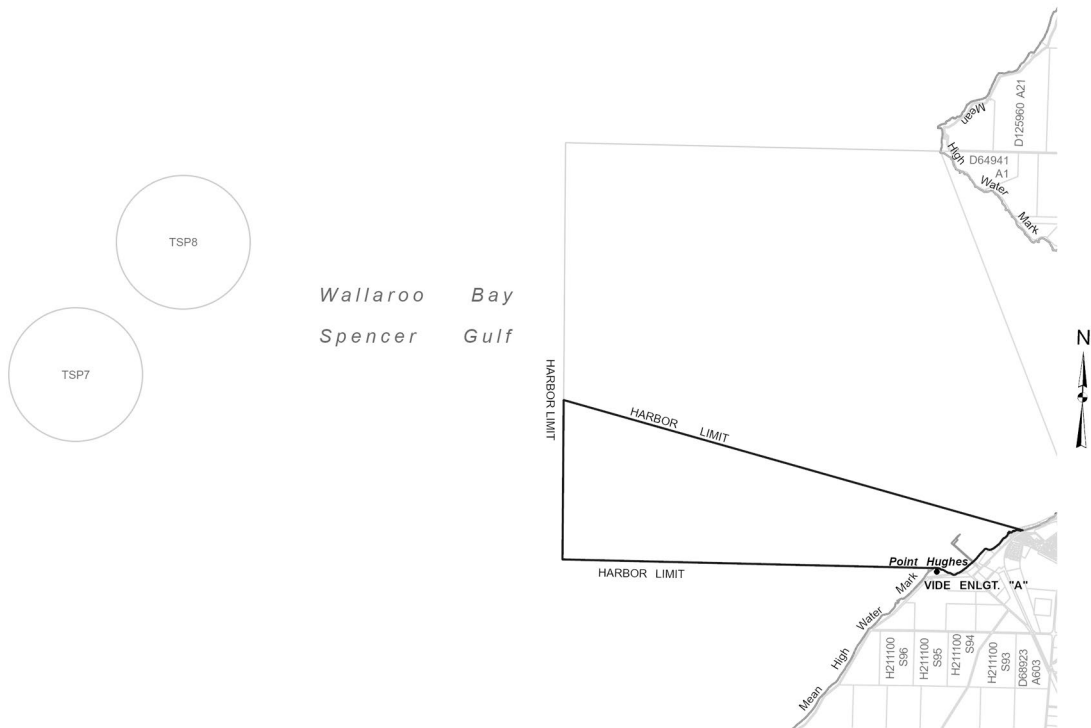 Mean
High
Water
Mark
D125960 A21
D64941
A1
TSP8
TSP7
Wallaroo Bay
Spencer Gulf
N
HARBOR LIMIT
HARBOR LIMIT
HARBOR LIMIT
Point Hughes
VIDE ENLGT. "A"
Mark
Water
High
Mean
H211100
S96
H211100
S95
H211100
S94
H211100
S93
D68923
A603